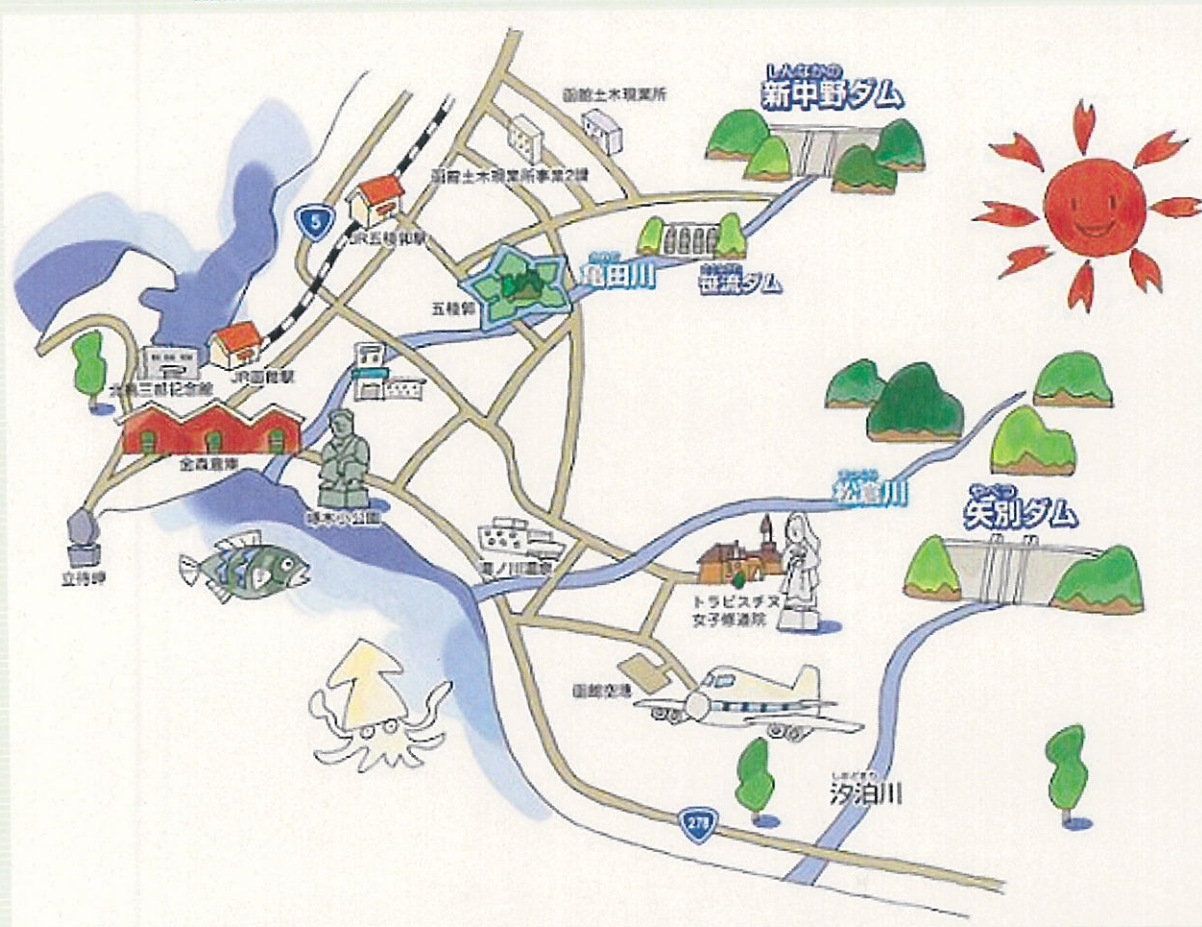 しんなかの
新中野ダム
函館土木現業所
函館土木現業所事業2課
5
JR五稜郭駅
亀田川
笹流ダム
五稜郭
JR函館駅
北島三郎記念館
金森倉庫
啄木小公園
立待岬
松倉川
やべつ
矢別ダム
湯ノ川温泉
トラピスチヌ
女子修道院
函館空港
しおどまり
汐泊川
278